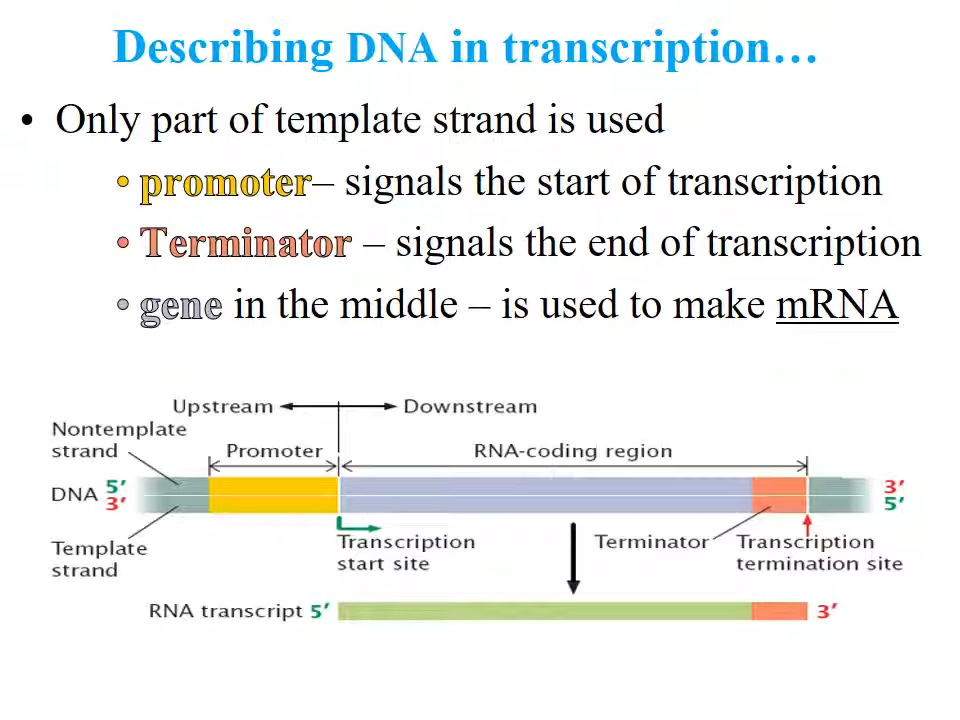 Describing DNA in transcription…
• Only part of template strand is used
• promoter– signals the start of transcription
• Terminator – signals the end of transcription
• gene in the middle – is used to make mRNA
Upstream Downstream
Nontemplate
strand
Promoter RNA-coding region
DNA 5′ 3′
3′ 5′
Template
strand
Transcription
start site
Terminator
Transcription
termination site
RNA transcript 5′ 3′